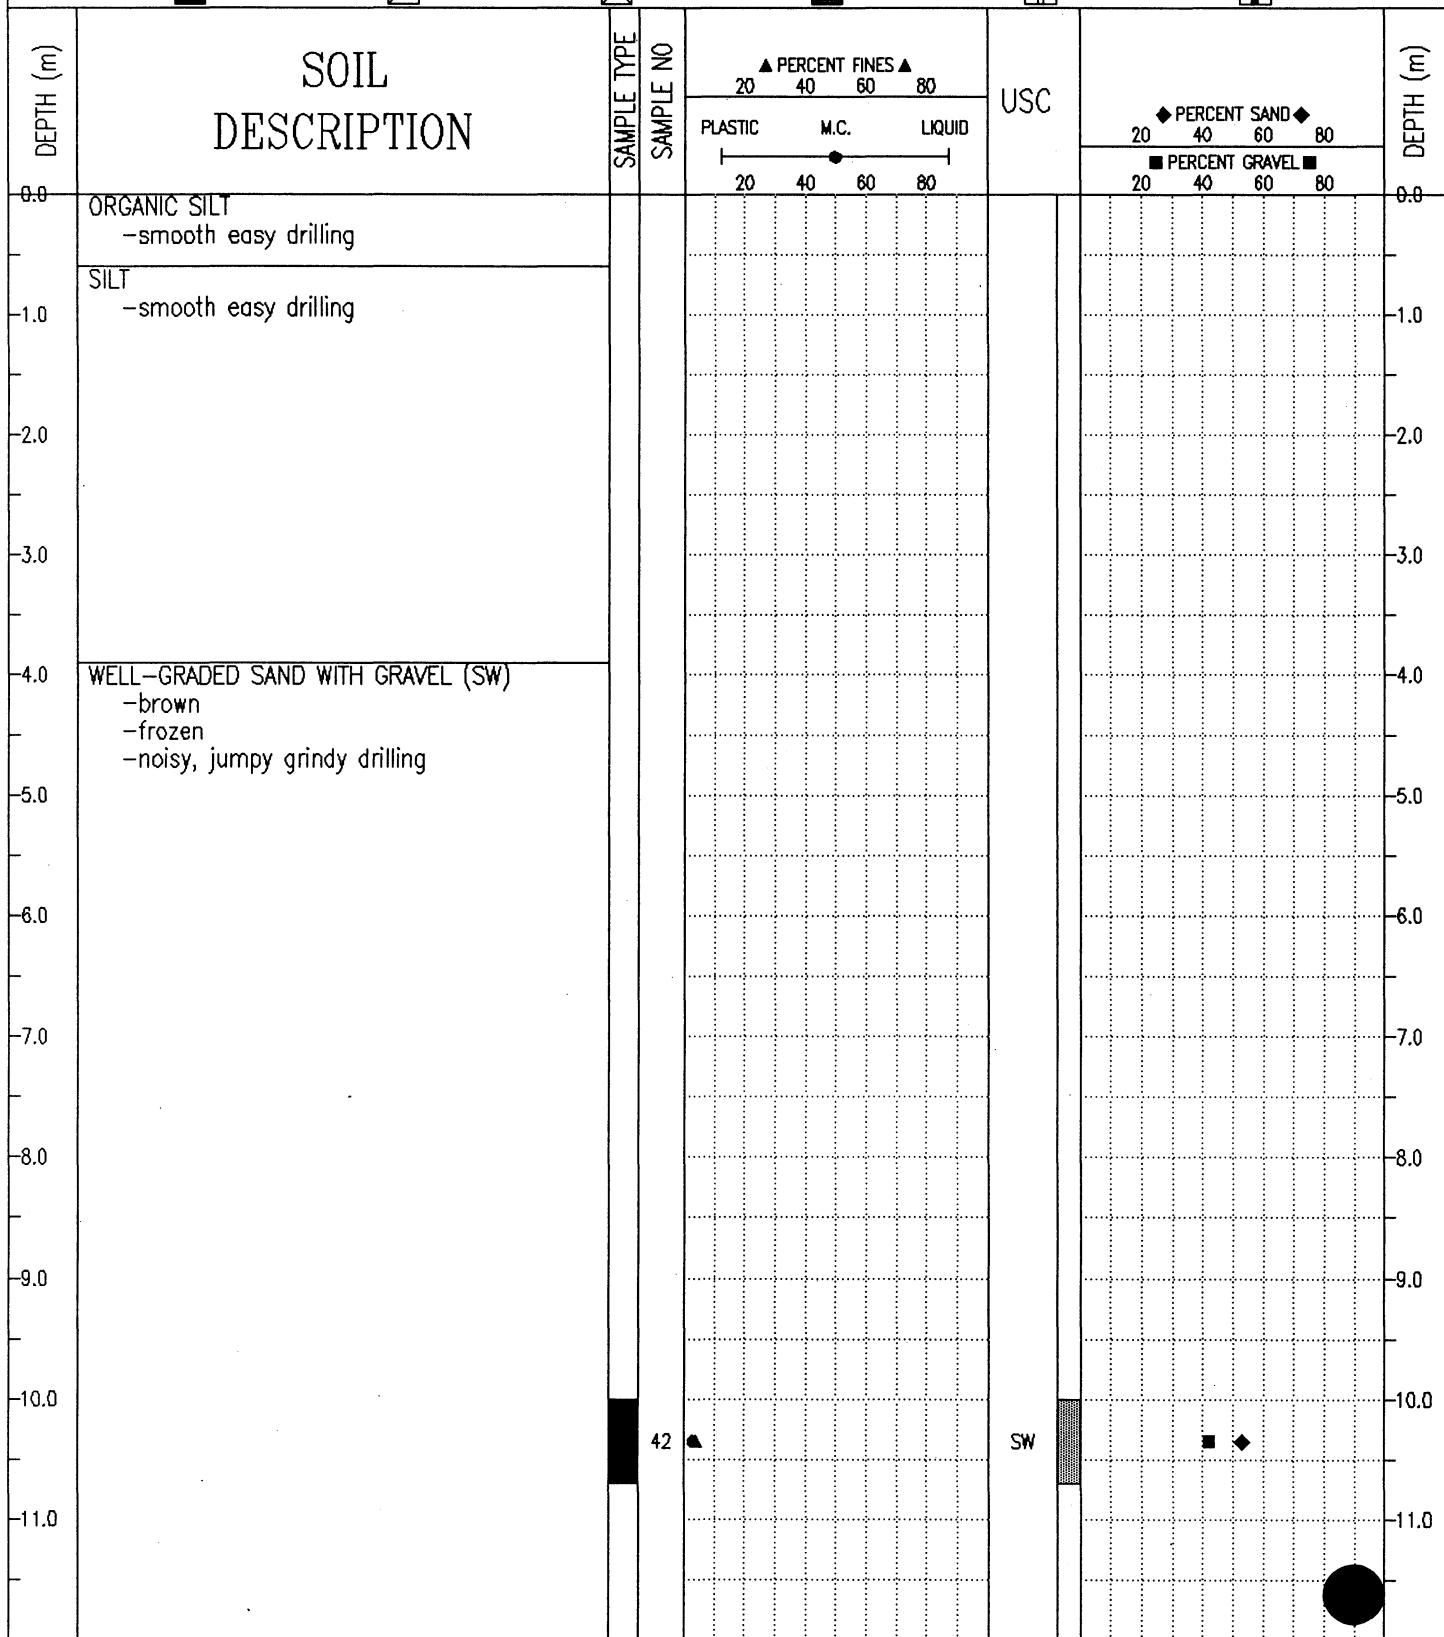 DEPTH (m)
SOIL
DESCRIPTION
SAMPLE TYPE
SAMPLE NO
▲ PERCENT FINES ▲
20 40 60 80
PLASTIC M.C. LIQUID
20 40 60 80
USC
◆ PERCENT SAND ◆
20 40 60 80
■ PERCENT GRAVEL ■
20 40 60 80
DEPTH (m)
0.0 0.0
ORGANIC SILT
-smooth easy drilling
SILT
-smooth easy drilling
1.0 1.0
2.0 2.0
3.0 3.0
4.0 4.0
WELL-GRADED SAND WITH GRAVEL (SW)
-brown
-frozen
-noisy, jumpy grindy drilling
5.0 5.0
6.0 6.0
7.0 7.0
8.0 8.0
9.0 9.0
10.0 10.0
42 SW
11.0 11.0